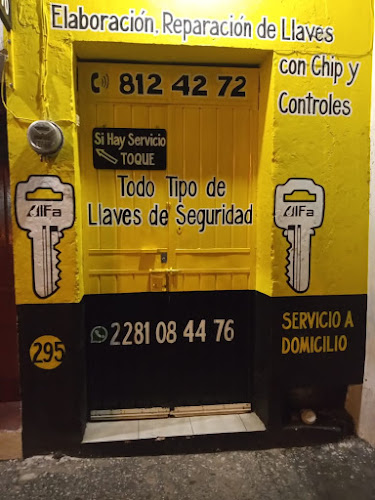 Elaboración, Reparación de Llaves
con Chip y
Controles
812 42 72
Si Hay Servicio
TOQUE
Todo Tipo de
Llaves de Seguridad
AlFa
AlFa
2281 08 44 76
295
SERVICIO A
DOMICILIO